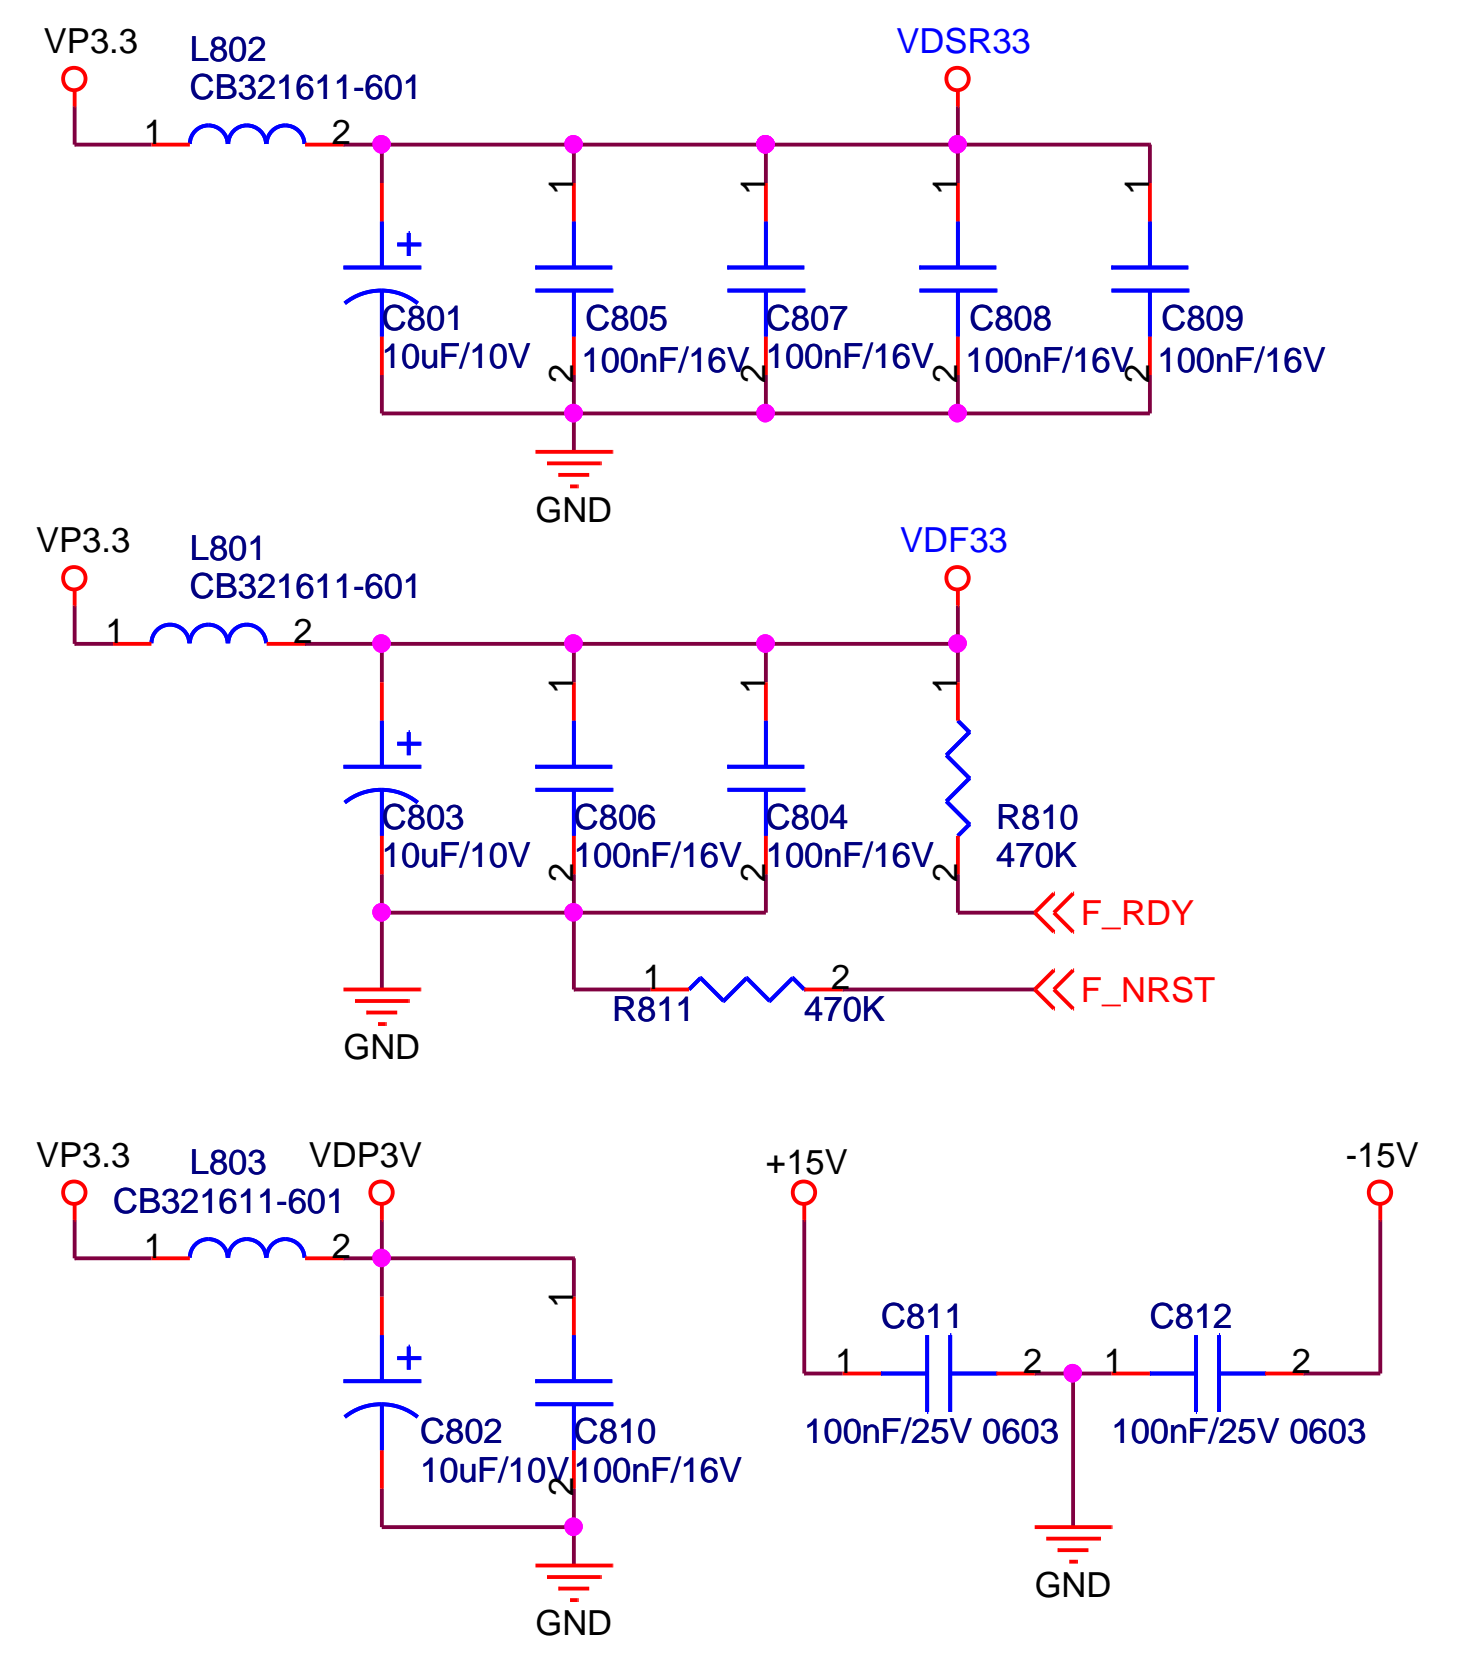 VP3.3
L802
CB321611-601
VDSR33
1
2
1
1
1
1
+
C801
10uF/10V
C805
100nF/16V
C807
100nF/16V
C808
100nF/16V
C809
100nF/16V
2
2
2
2
GND
VP3.3
L801
CB321611-601
VDF33
1
2
1
1
1
+
C803
10uF/10V
C806
100nF/16V
C804
100nF/16V
R810
470K
2
2
2
F_RDY
1
2
R811
470K
F_NRST
GND
VP3.3
L803
CB321611-601
VDP3V
1
2
1
+
C802
10uF/10V
C810
100nF/16V
2
GND
+15V
-15V
C811
C812
1
2
1
2
100nF/25V 0603
100nF/25V 0603
GND